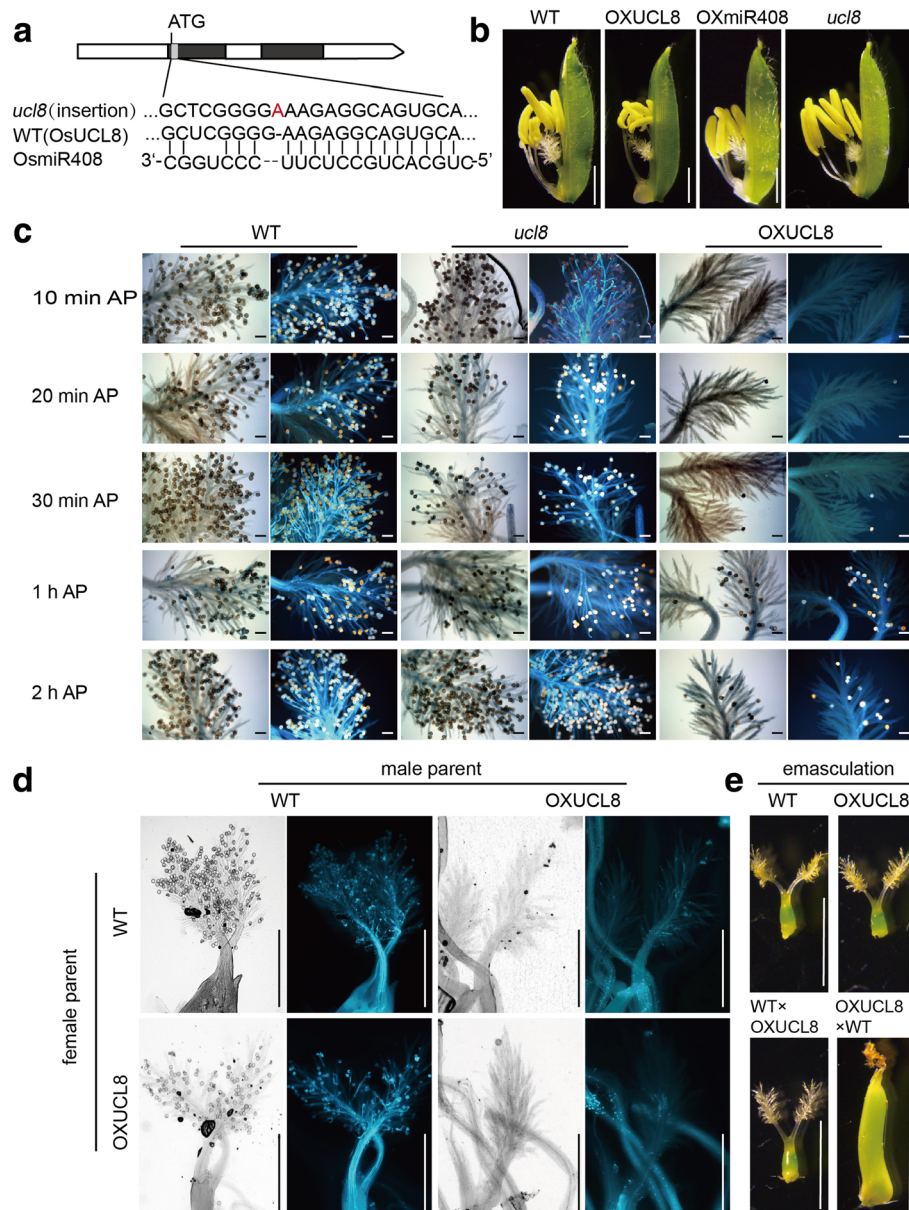 a
ATG
ucl8 (insertion) ...GCTCGGGGAAAGAGGCAGUGCA...
WT(OsUCL8) ...GCUCGGGG-AAGAGGCAGUGCA...
OsmiR408 3'-CGGUCCC--UUCUCCGUCACGUC-5'
b
WT OXUCL8 OXmiR408 ucl8
c
WT ucl8 OXUCL8
10 min AP
20 min AP
30 min AP
1 h AP
2 h AP
d
male parent
WT OXUCL8
female parent
WT
OXUCL8
e
emasculation
WT OXUCL8
WT× OXUCL8
OXUCL8 ×WT